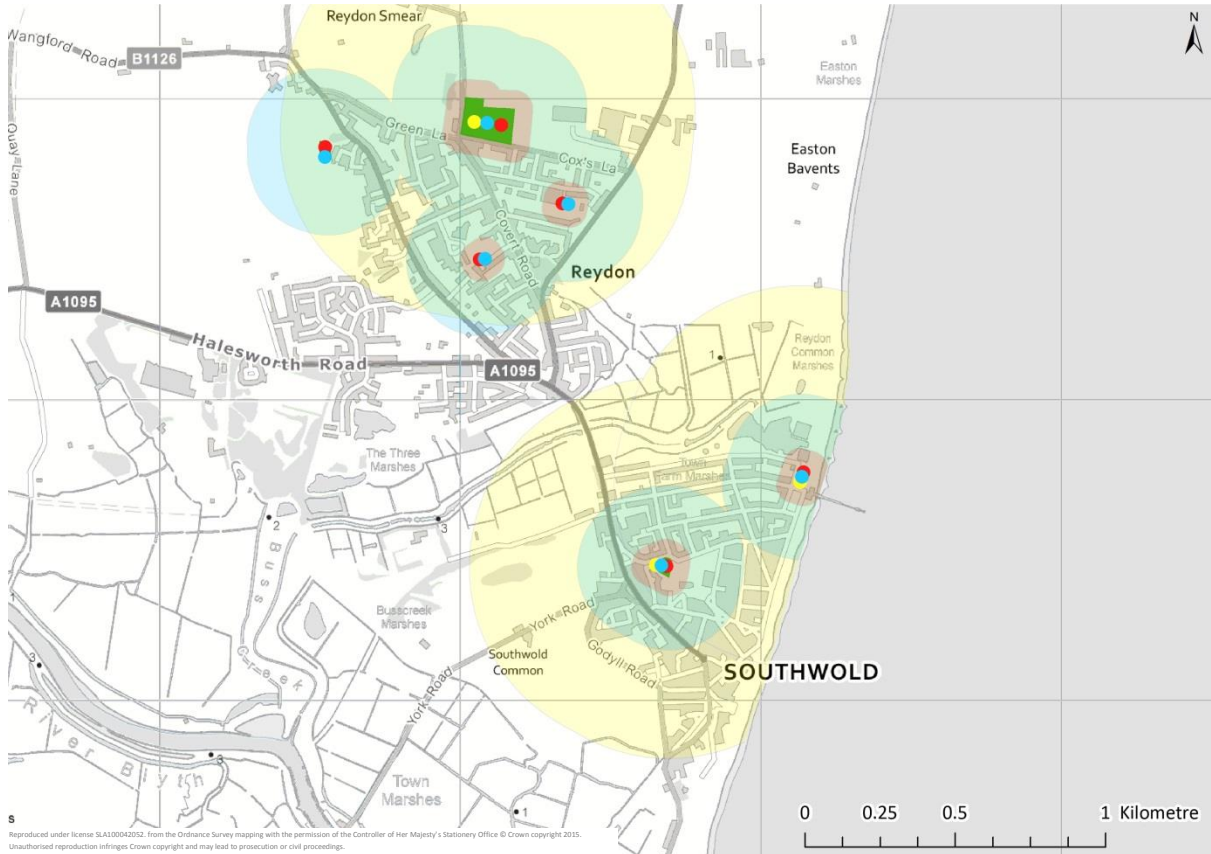 Reydon Smear
N
Wangford Road
B1126
Easton
Marshes
Quay Lane
Green La
Cox's La
Easton
Bavents
Covert Road
Reydon
A1095
Halesworth Road
A1095
1
Reydon
Common
Marshes
The Three
Marshes
Town
Farm Marshes
2
3
Buss Creek
Busscreek
Marshes
York Road
Southwold
Common
Godyll Road
SOUTHWOLD
1
3
York Road
River Blyth
3
Town
Marshes
1
s
0 0.25 0.5 1 Kilometre
Reproduced under license SLA100042052. from the Ordnance Survey mapping with the permission of the Controller of Her Majesty's Stationery Office © Crown copyright 2015.
Unauthorised reproduction infringes Crown copyright and may lead to prosecution or civil proceedings.